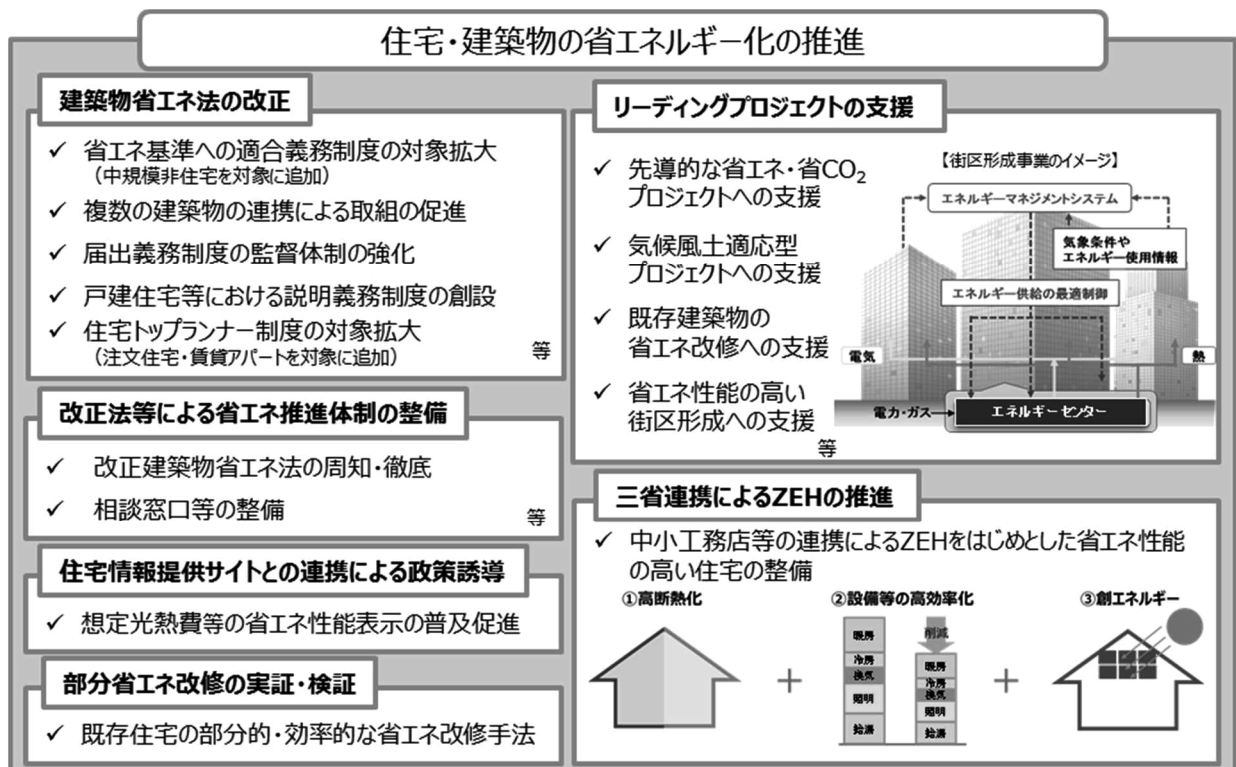 住宅・建築物の省エネルギー化の推進
建築物省エネ法の改正
✓ 省エネ基準への適合義務制度の対象拡大
（中規模非住宅を対象に追加）
✓ 複数の建築物の連携による取組の促進
✓ 届出義務制度の監督体制の強化
✓ 戸建住宅等における説明義務制度の創設
✓ 住宅トップランナー制度の対象拡大
（注文住宅・賃貸アパートを対象に追加）
等
改正法等による省エネ推進体制の整備
✓ 改正建築物省エネ法の周知・徹底
✓ 相談窓口等の整備
等
住宅情報提供サイトとの連携による政策誘導
✓ 想定光熱費等の省エネ性能表示の普及促進
部分省エネ改修の実証・検証
✓ 既存住宅の部分的・効率的な省エネ改修手法
リーディングプロジェクトの支援
✓ 先導的な省エネ・省CO₂
プロジェクトへの支援
✓ 気候風土適応型
プロジェクトへの支援
✓ 既存建築物の
省エネ改修への支援
✓ 省エネ性能の高い
街区形成への支援
等
【街区形成事業のイメージ】
エネルギーマネジメントシステム
気象条件や
エネルギー使用情報
エネルギー供給の最適制御
電気
熱
電力・ガス
エネルギーセンター
三省連携によるZEHの推進
✓ 中小工務店等の連携によるZEHをはじめとした省エネ性能
の高い住宅の整備
①高断熱化
②設備等の高効率化
③創エネルギー
暖房
冷房
換気
照明
給湯
削減
暖房
冷房
換気
照明
給湯
+
+